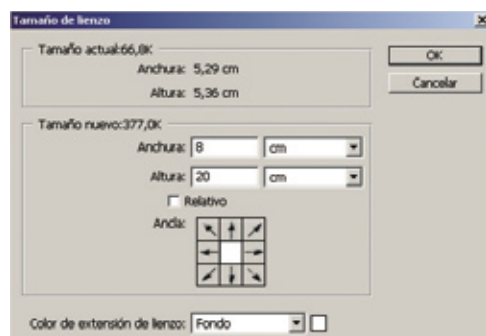 Tamaño de lienzo
Tamaño actual:66,8K
OK
Anchura: 5,29 cm
Cancelar
Altura: 5,36 cm
Tamaño nuevo:377,0K
Anchura: 8 cm
Altura: 20 cm
Relativo
Ancla:
Color de extensión de lienzo: Fondo